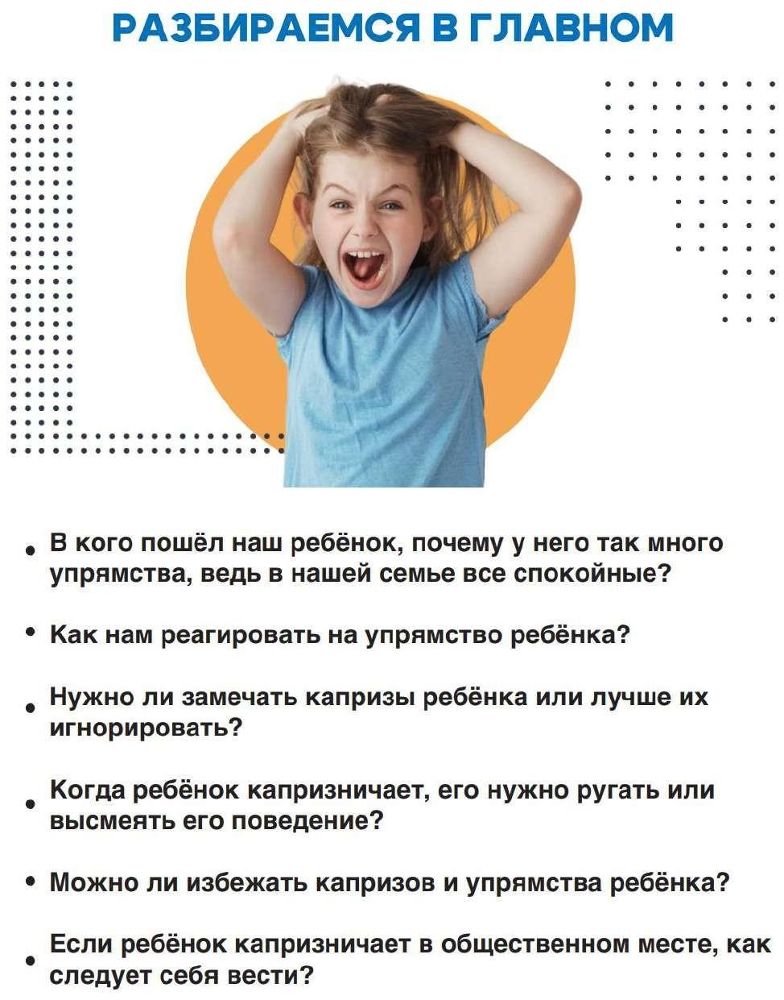 РАЗБИРАЕМСЯ В ГЛАВНОМ
• В кого пошёл наш ребёнок, почему у него так много
упрямства, ведь в нашей семье все спокойные?
• Как нам реагировать на упрямство ребёнка?
• Нужно ли замечать капризы ребёнка или лучше их
игнорировать?
• Когда ребёнок капризничает, его нужно ругать или
высмеять его поведение?
• Можно ли избежать капризов и упрямства ребёнка?
• Если ребёнок капризничает в общественном месте, как
следует себя вести?